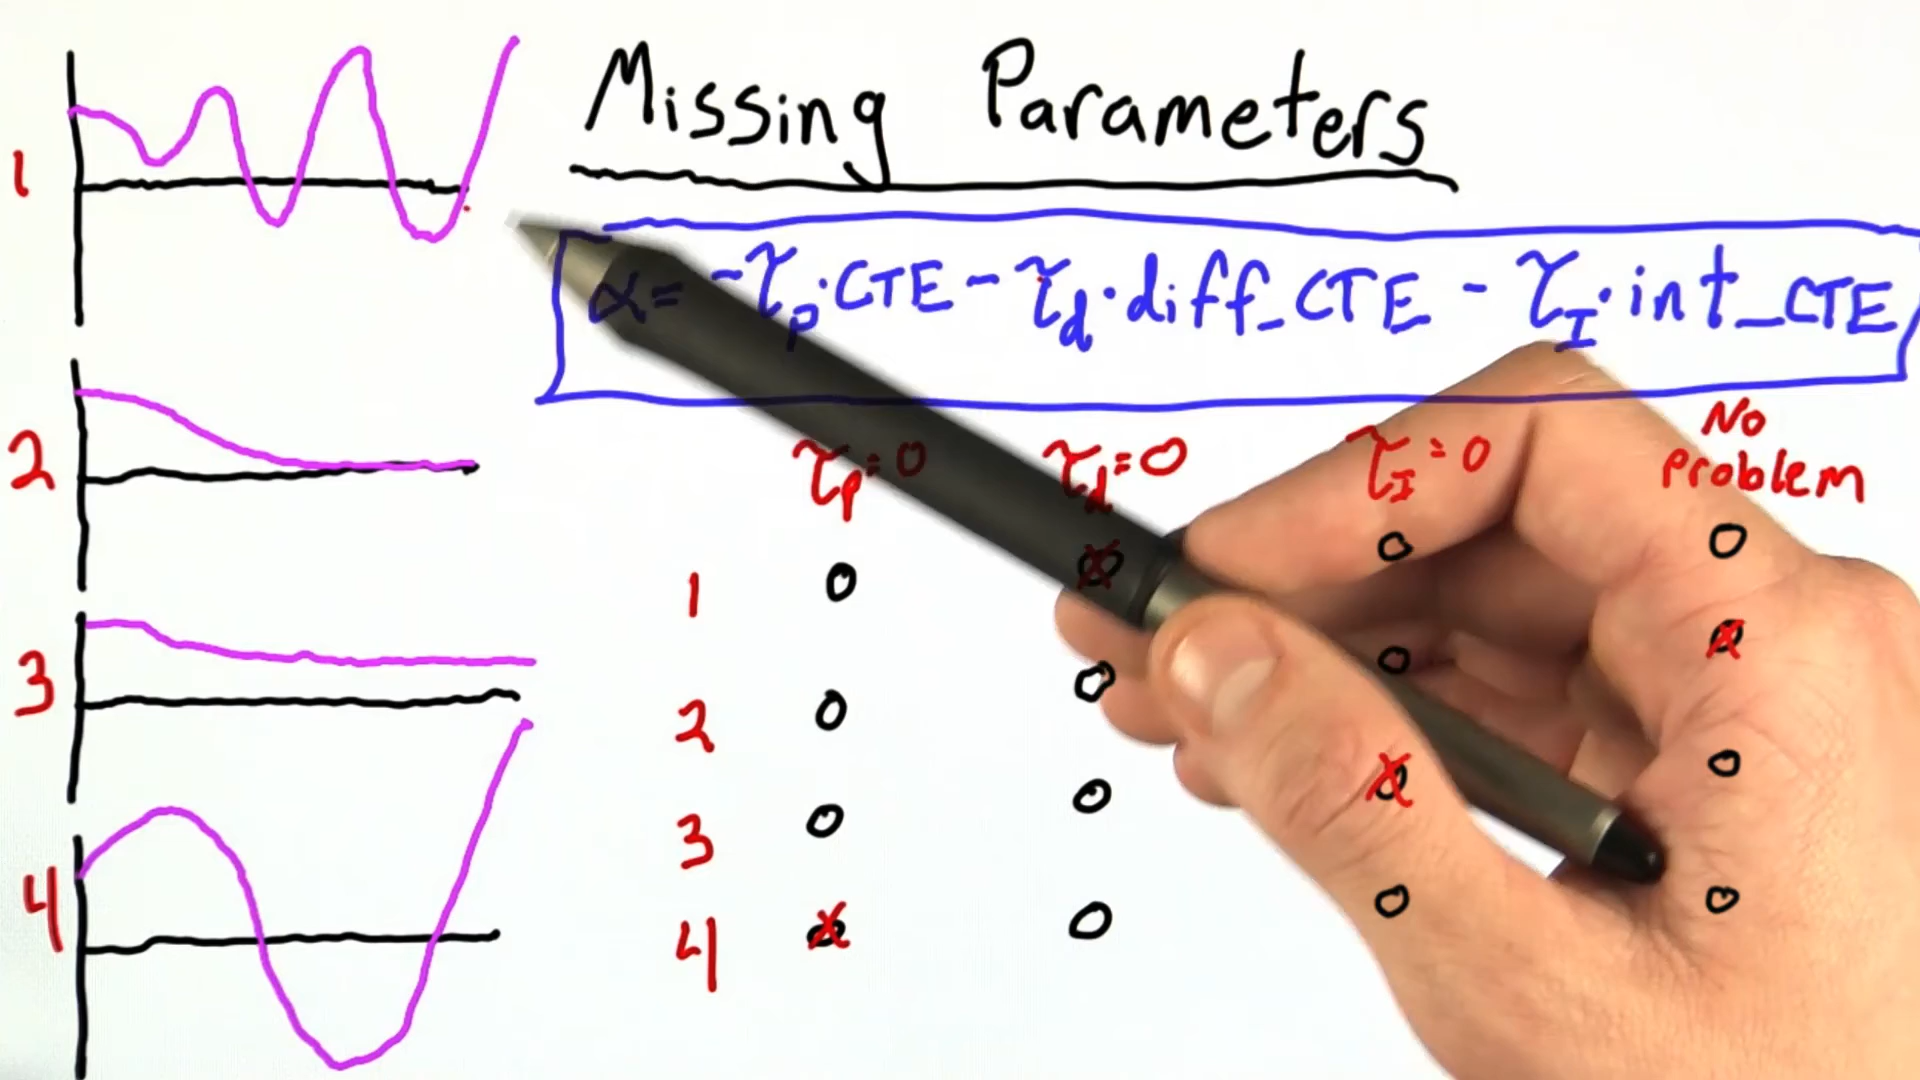 Missing Parameters
1
α = -τp·CTE - τd·diff_CTE - τI·int_CTE
2
τp=0 τd=0 τI=0 No problem
1 O O O O
3
2 O O O O
3 O O O O
4
4 O O O O